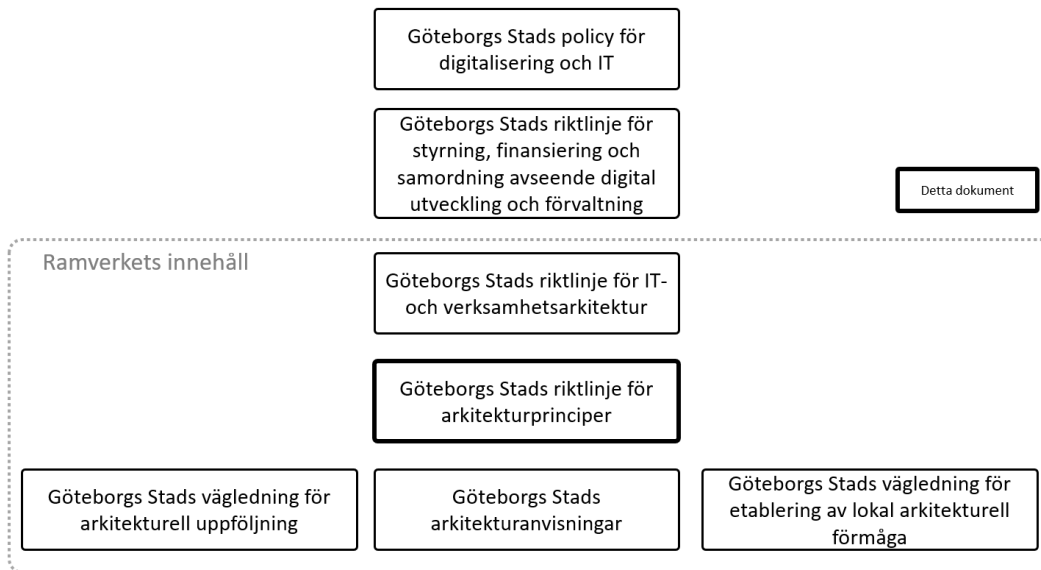 Göteborgs Stads policy för
digitalisering och IT
Göteborgs Stads riktlinje för
styrning, finansiering och
samordning avseende digital
utveckling och förvaltning
Detta dokument
Ramverkets innehåll
Göteborgs Stads riktlinje för IT-
och verksamhetsarkitektur
Göteborgs Stads riktlinje för
arkitekturprinciper
Göteborgs Stads vägledning för
arkitekturell uppföljning
Göteborgs Stads
arkitekturanvisningar
Göteborgs Stads vägledning för
etablering av lokal arkitekturell
förmåga